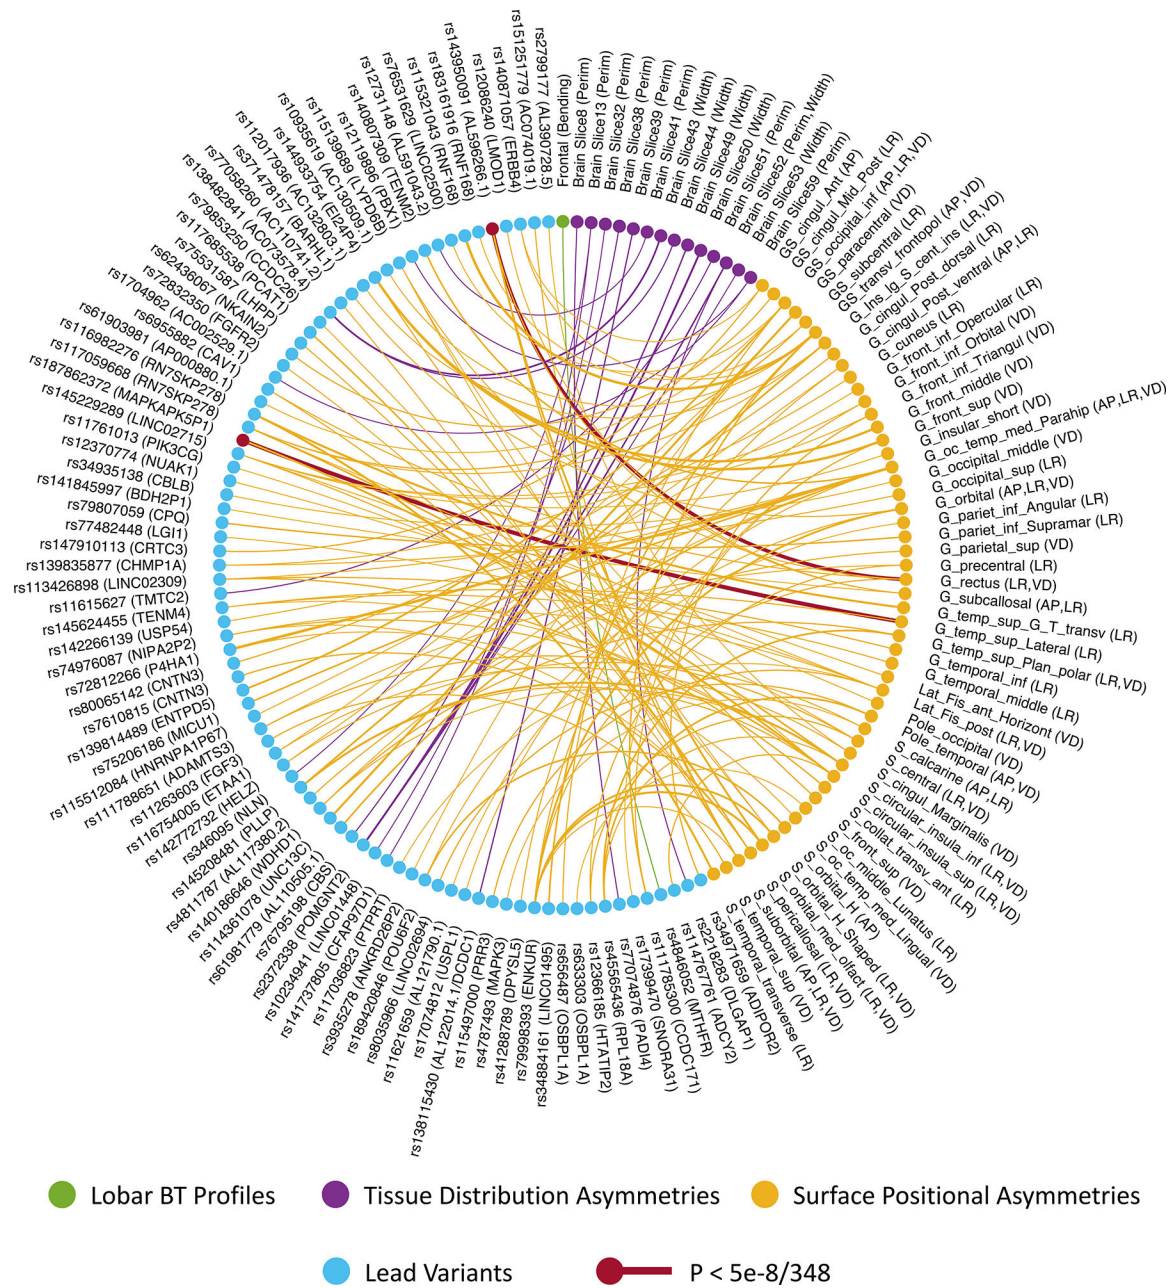 Frontal (Bending)
Brain Slice8 (Perim)
Brain Slice13 (Perim)
Brain Slice32 (Perim)
Brain Slice38 (Perim)
Brain Slice39 (Perim)
Brain Slice41 (Perim)
Brain Slice43 (Width)
Brain Slice44 (Width)
Brain Slice49 (Width)
Brain Slice50 (Width)
Brain Slice51 (Perim)
Brain Slice52 (Perim,Width)
Brain Slice53 (Width)
Brain Slice59 (Perim)
GS_cingul_Ant (AP)
GS_cingul_Mid_Post (LR)
GS_occipital_inf (AP,LR,VD)
GS_paracentral (VD)
GS_subcentral (LR)
GS_transv_frontopol (AP,VD)
G_Ins_lg_S_cent_ins (LR,VD)
G_cingul_Post_dorsal (LR)
G_cingul_Post_ventral (AP,LR)
G_cuneus (LR)
G_front_inf_Opercular (LR)
G_front_inf_Orbital (VD)
G_front_inf_Triangul (VD)
G_front_middle (VD)
G_front_sup (VD)
G_insular_short (VD)
G_oc_temp_med_Parahip (AP,LR,VD)
G_occipital_middle (VD)
G_occipital_sup (LR)
G_orbital (AP,LR,VD)
G_pariet_inf_Angular (LR)
G_pariet_inf_Supramar (LR)
G_parietal_sup (VD)
G_precentral (LR)
G_rectus (LR,VD)
G_subcallosal (AP,LR)
G_temp_sup_G_T_transv (LR)
G_temp_sup_Lateral (LR)
G_temp_sup_Plan_polar (LR,VD)
G_temporal_inf (LR)
G_temporal_middle (LR)
Lat_Fis_ant_Horizont (VD)
Lat_Fis_post (LR,VD)
Pole_occipital (VD)
Pole_temporal (AP,VD)
S_calcarine (AP,LR)
S_central (LR,VD)
S_cingul_Marginalis (VD)
S_circular_insula_inf (LR,VD)
S_circular_insula_sup (LR,VD)
S_collat_transv_ant (LR)
S_front_sup (VD)
S_oc_middle_Lunatus (LR)
S_oc_temp_med_Lingual (VD)
S_orbital_H (AP)
S_orbital_H_Shaped (LR,VD)
S_orbital_med_olfact (LR,VD)
S_pericallosal (LR,VD)
S_suborbital (AP,LR,VD)
S_temporal_sup (VD)
S_temporal_transverse (LR)
rs34971659 (ADIPOR2)
rs2218283 (DLGAP1)
rs114767761 (ADCY2)
rs4846052 (MTHFR)
rs111785300 (CCDC171)
rs17399470 (SNORA31)
rs77074876 (PADI4)
rs45565436 (RPL18A)
rs12366185 (HTATIP2)
rs633303 (OSBPL1A)
rs656487 (OSBPL1A)
rs34884161 (LINC01495)
rs79998393 (ENKUR)
rs41288789 (DPYSL5)
rs4787493 (MAPK3)
rs11549700 (PRR3)
rs138115430 (AL122014.1/DCDC1)
rs17074812 (USPL1)
rs11621659 (AL121790.1)
rs8035966 (LINC02694)
rs189420846 (POU6F2)
rs3935278 (ANKRD26P2)
rs117036823 (PTPRT)
rs141737805 (CFAP97D1)
rs10234941 (LINC01448)
rs2372338 (POMGNT2)
rs76795198 (CBS)
rs61981779 (AL110505.1)
rs114361078 (UNC13C)
rs140186646 (WDHD1)
rs4811787 (AL117380.2)
rs145208481 (PLLP)
rs346095 (NLN)
rs142772732 (HELZ)
rs116754005 (ETAA1)
rs1263603 (FGF3)
rs111788651 (ADAMTS3)
rs115512084 (HNRNPA1P67)
rs75206186 (MICU1)
rs139814489 (ENTPD5)
rs7610815 (CNTN3)
rs80065142 (CNTN3)
rs72812266 (P4HA1)
rs74976087 (NIPA2P2)
rs142266139 (USP54)
rs145624455 (TENM4)
rs11615627 (TMTC2)
rs113426898 (LINC02309)
rs139835877 (CHMP1A)
rs147910113 (CRTC3)
rs77482448 (LGI1)
rs79807059 (CPQ)
rs141845997 (BDH2P1)
rs34935138 (CBLB)
rs12370774 (NUAK1)
rs11761013 (PIK3CG)
rs145229289 (LINC02715)
rs187862372 (MAPKAPK5P1)
rs117059668 (RN7SKP278)
rs116982276 (RN7SKP278)
rs61903981 (AP000880.1)
rs6955882 (CAV1)
rs1704962 (AC002529.1)
rs72832350 (FGFR2)
rs62436067 (NKAIN2)
rs75531587 (LHPP)
rs117685538 (PCAT1)
rs79853250 (CCDC26)
rs138482841 (AC073578.4)
rs77058260 (AC110741.2)
rs371478157 (BARHL1)
rs112017936 (AC132803.1)
rs144933754 (EI24P4)
rs10935619 (AC130509.1)
rs115139689 (LYPD6B)
rs12119896 (PBX1)
rs140807309 (TENM2)
rs12731148 (AL591043.2)
rs76531629 (LINC02500)
rs115321043 (RNF168)
rs183161916 (RNF168)
rs143950091 (AL596266.1)
rs12086240 (LMOD1)
rs140871057 (ERBB4)
rs151251779 (AC074019.1)
rs2799177 (AL390728.5)
Lobar BT Profiles
Tissue Distribution Asymmetries
Surface Positional Asymmetries
Lead Variants
P < 5e-8/348